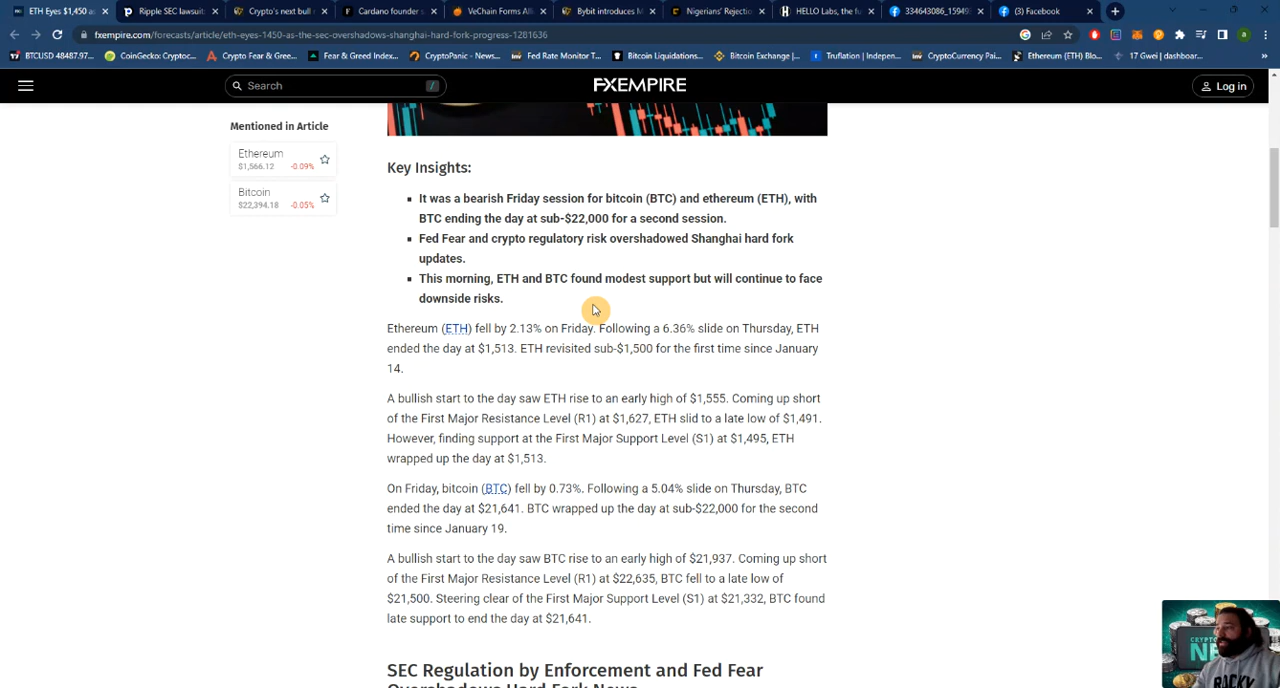 ETH Eyes $1,450 as
Ripple SEC lawsuit:
Crypto's next bull
Cardano founder s
VeChain Forms All
Bybit introduces M
Nigerians' Rejectio
HELLO Labs, the fu
334643086_1594
(3) Facebook
fxempire.com/forecasts/article/eth-eyes-1450-as-the-sec-overshadows-shanghai-hard-fork-progress-1281636
BTCUSD 48487.97...
CoinGecko Cryptoc...
Crypto Fear & Gree...
Fear & Greed Index...
CryptoPanic - News...
Fed Rate Monitor T...
Bitcoin Liquidations...
Bitcoin Exchange |...
Truflation | Indepen...
CryptoCurrency Pai...
Ethereum (ETH) Blo...
17 Gwei | dashboar...
Search
/
FXEMPIRE
Log in
Mentioned in Article
Ethereum
$1,566.12 -0.09%
Bitcoin
$22,394.18 -0.05%
Key Insights:
It was a bearish Friday session for bitcoin (BTC) and ethereum (ETH), with
BTC ending the day at sub-$22,000 for a second session.
Fed Fear and crypto regulatory risk overshadowed Shanghai hard fork
updates.
This morning, ETH and BTC found modest support but will continue to face
downside risks.
Ethereum (ETH) fell by 2.13% on Friday. Following a 6.36% slide on Thursday, ETH
ended the day at $1,513. ETH revisited sub-$1,500 for the first time since January
14.
A bullish start to the day saw ETH rise to an early high of $1,555. Coming up short
of the First Major Resistance Level (R1) at $1,627, ETH slid to a late low of $1,491.
However, finding support at the First Major Support Level (S1) at $1,495, ETH
wrapped up the day at $1,513.
On Friday, bitcoin (BTC) fell by 0.73%. Following a 5.04% slide on Thursday, BTC
ended the day at $21,641. BTC wrapped up the day at sub-$22,000 for the second
time since January 19.
A bullish start to the day saw BTC rise to an early high of $21,937. Coming up short
of the First Major Resistance Level (R1) at $22,635, BTC fell to a late low of
$21,500. Steering clear of the First Major Support Level (S1) at $21,332, BTC found
late support to end the day at $21,641.
SEC Regulation by Enforcement and Fed Fear
Overshadows Hard Fork News